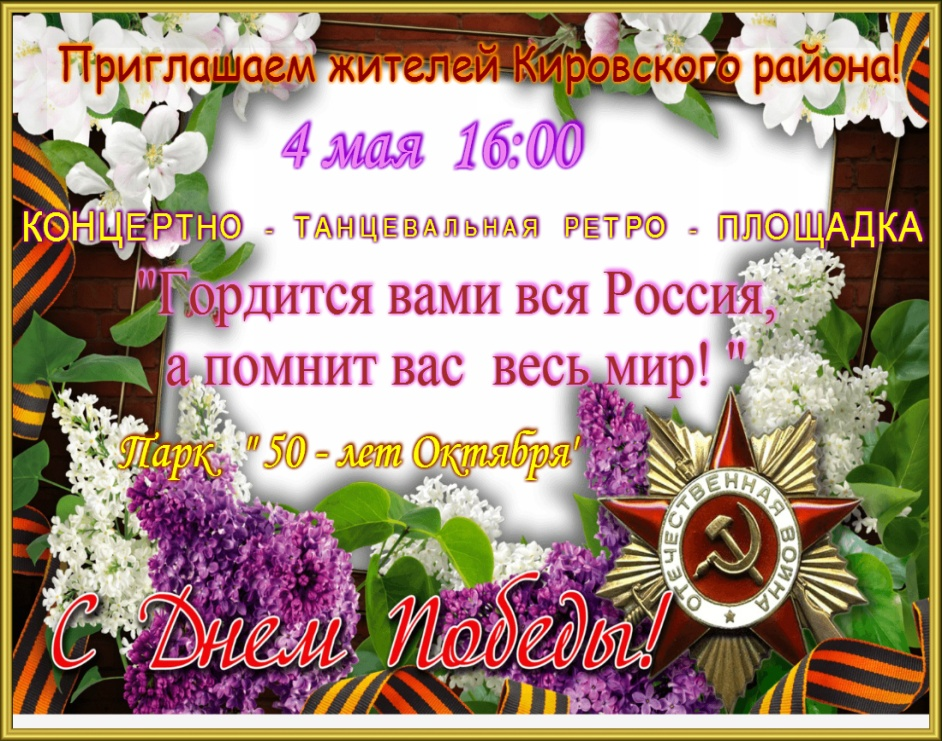 Приглашаем жителей Кировского района!
4 мая 16:00
КОНЦЕРТНО - ТАНЦЕВАЛЬНАЯ РЕТРО - ПЛОЩАДКА
"Гордится вами вся Россия,
а помнит вас весь мир! "
Парк " 50 - лет Октября"
ОТЕЧЕСТВЕННАЯ ВОЙНА
С Днем Победы!